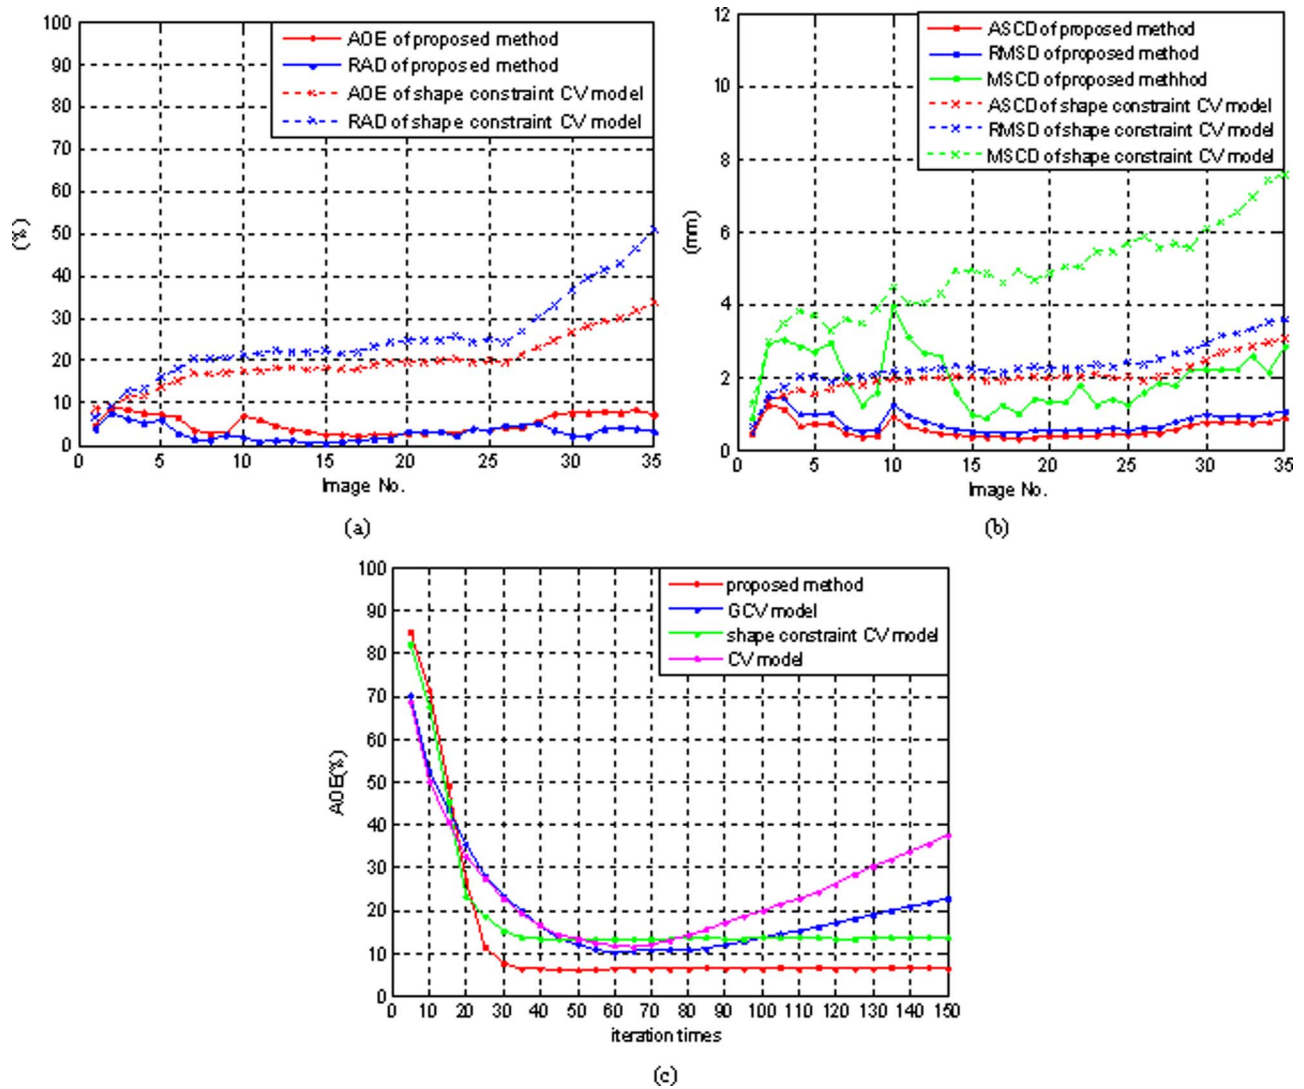 100
90
80
70
60
50
40
30
20
10
0
(%)
AOE of proposed method
RAD of proposed method
AOE of shape constraint CV model
RAD of shape constraint CV model
0 5 10 15 20 25 30 35
Image No.
(a)
12
10
8
6
4
2
0
(mm)
ASCD of proposed method
RMSD of proposed method
MSCD of proposed methhod
ASCD of shape constraint CV model
RMSD of shape constraint CV model
MSCD of shape constraint CV model
0 5 10 15 20 25 30 35
Image No.
(b)
100
90
80
70
60
50
40
30
20
10
0
AOE(%)
proposed method
GCV model
shape constraint CV model
CV model
0 10 20 30 40 50 60 70 80 90 100 110 120 130 140 150
iteration times
(c)